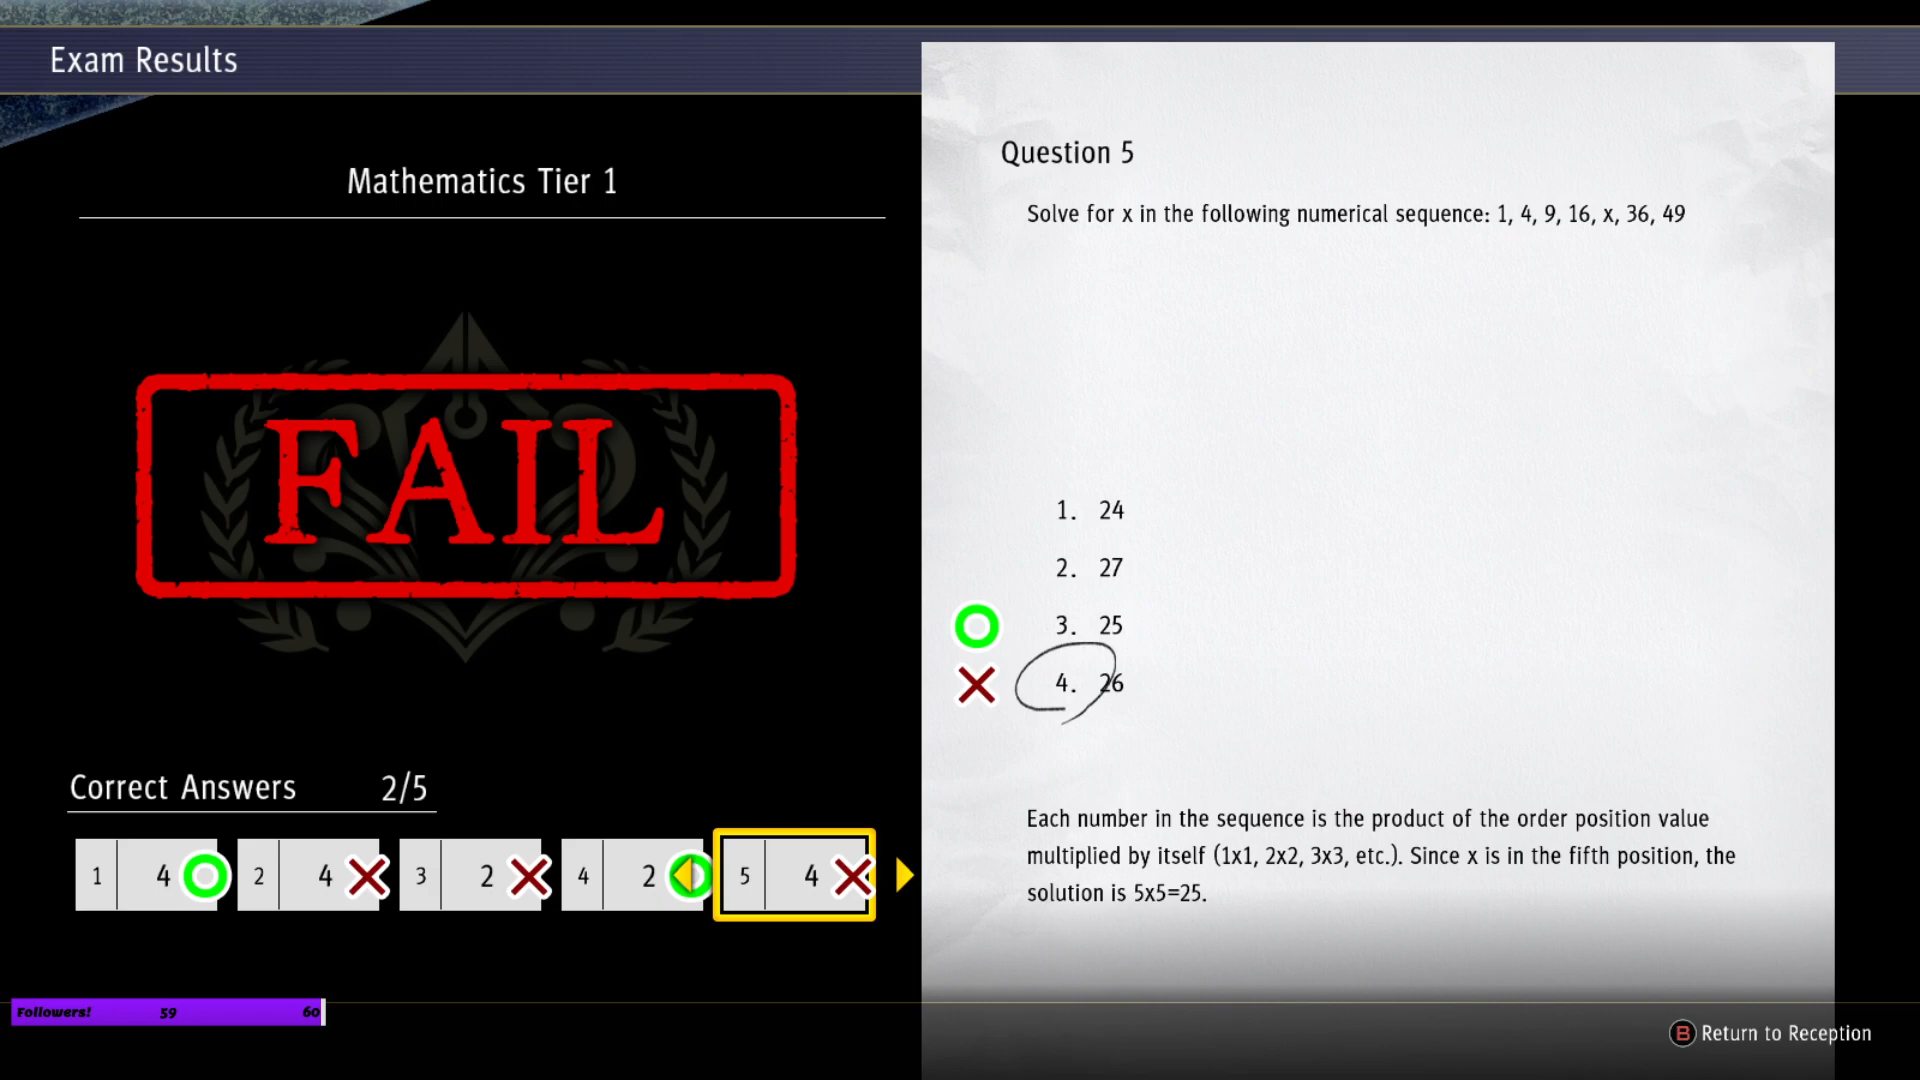 Exam Results
Mathematics Tier 1
FAIL
Correct Answers 2/5
1 4 2 4 3 2 4 2 5 4
Followers! 59 60
Question 5
Solve for x in the following numerical sequence: 1, 4, 9, 16, x, 36, 49
1. 24
2. 27
3. 25
4. 26
Each number in the sequence is the product of the order position value
multiplied by itself (1x1, 2x2, 3x3, etc.). Since x is in the fifth position, the
solution is 5x5=25.
B Return to Reception